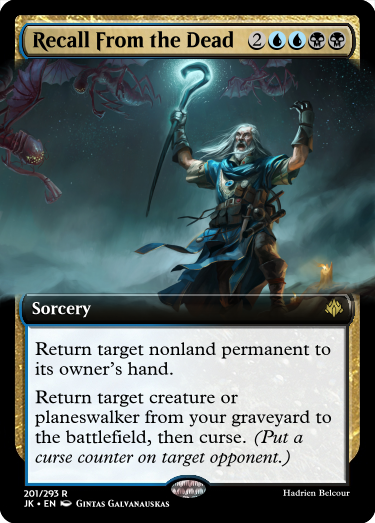 Recall From the Dead 2
Sorcery
Return target nonland permanent to
its owner's hand.
Return target creature or
planeswalker from your graveyard to
the battlefield, then curse. (Put a
curse counter on target opponent.)
201/293 R
JK • EN Gintas Galvanauskas
Hadrien Belcour